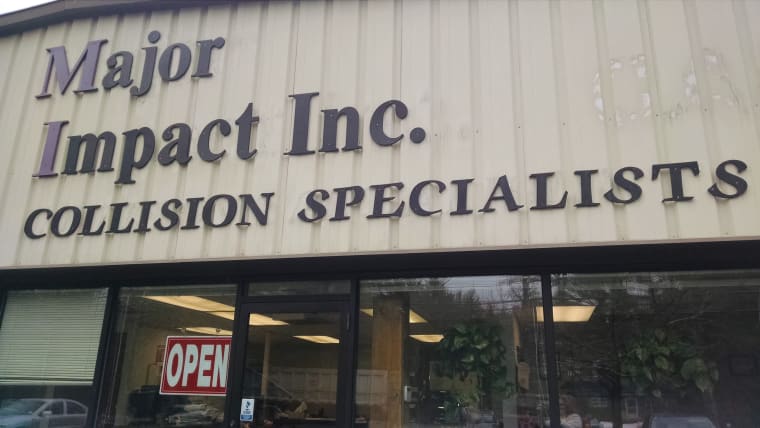 Major
Impact Inc.
COLLISION SPECIALISTS
OPEN